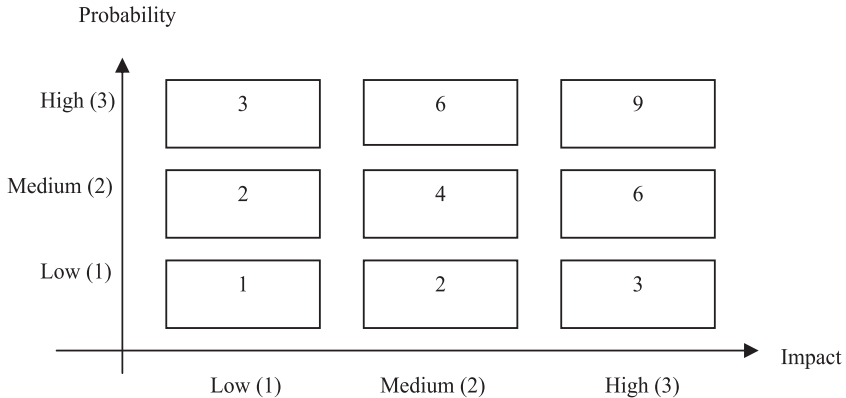 Probability
High (3)
3 6 9
Medium (2)
2 4 6
Low (1)
1 2 3
Impact
Low (1) Medium (2) High (3)